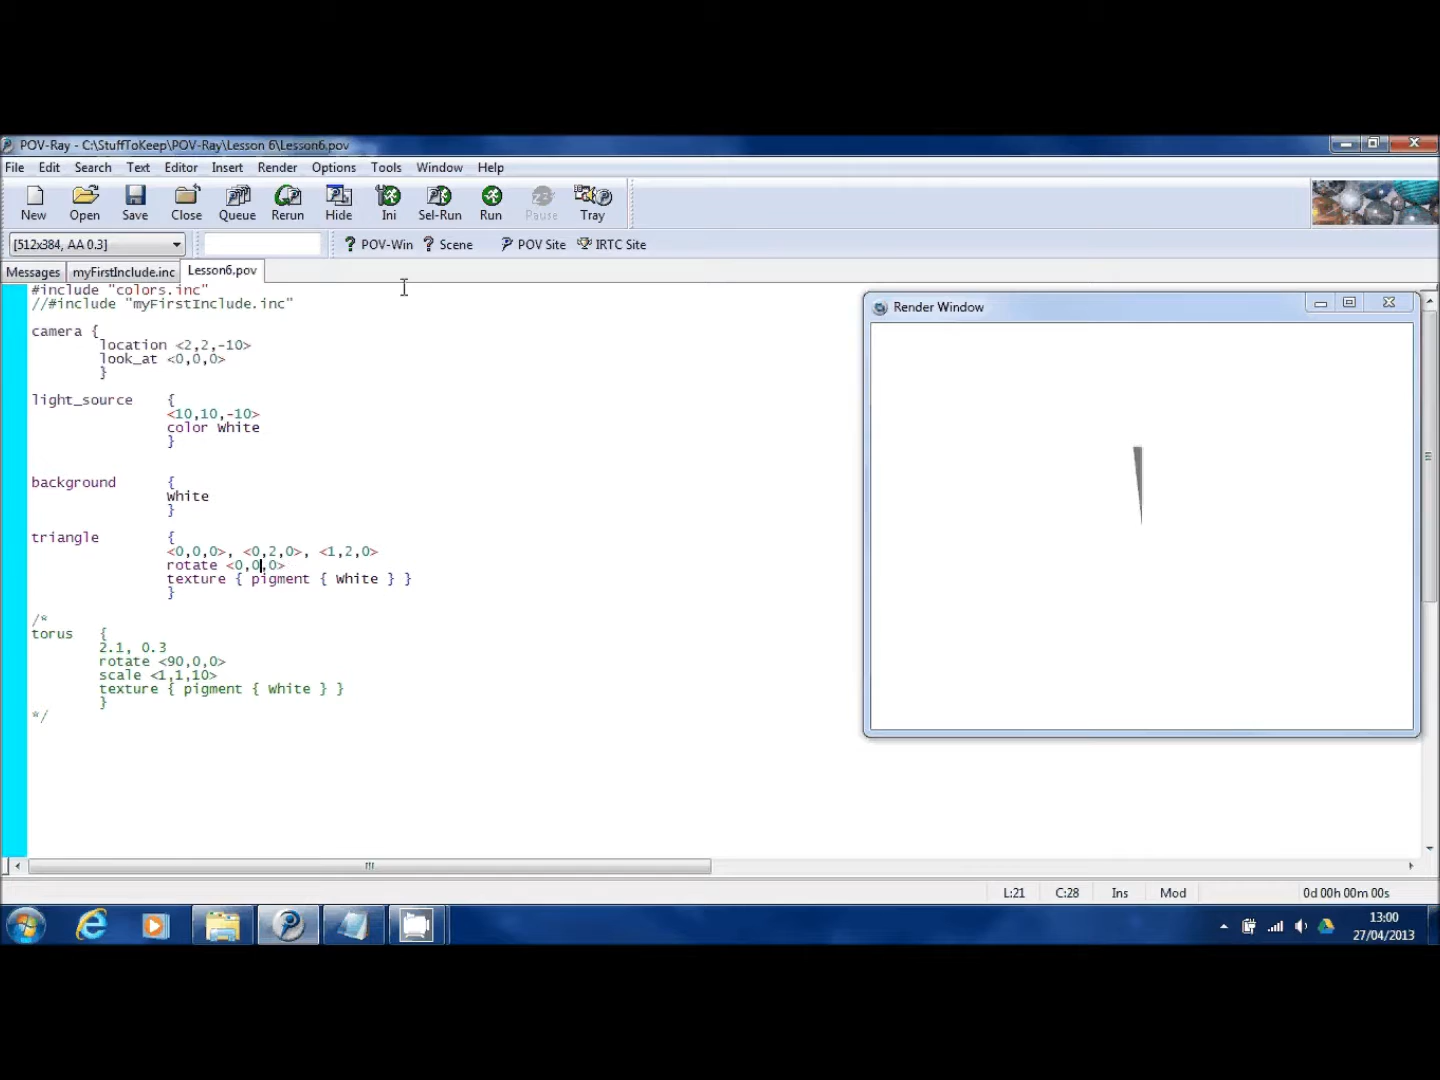 POV-Ray - C:\StuffToKeep\POV-Ray\Lesson 6\Lesson6.pov
File Edit Search Text Editor Insert Render Options Tools Window Help
New Open Save Close Queue Rerun Hide Ini Sel-Run Run Pause Tray
[512x384, AA 0.3] ? POV-Win ? Scene POV Site IRTC Site
Messages myFirstInclude.inc Lesson6.pov
#include "colors.inc"
//#include "myFirstInclude.inc"
camera {
location <2,2,-10>
look_at <0,0,0>
}
light_source {
<10,10,-10>
color White
}
background {
White
}
triangle {
<0,0,0>, <0,2,0>, <1,2,0>
rotate <0,0,0>
texture { pigment { White } }
}
/*
torus {
2.1, 0.3
rotate <90,0,0>
scale <1,1,10>
texture { pigment { White } }
}
*/
Render Window
L:21 C:28 Ins Mod 0d 00h 00m 00s
13:00
27/04/2013